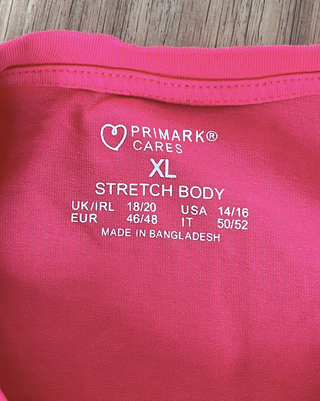 PRIMARK®
CARES
XL
STRETCH BODY
UK/IRL 18/20 USA 14/16
EUR 46/48 IT 50/52
MADE IN BANGLADESH